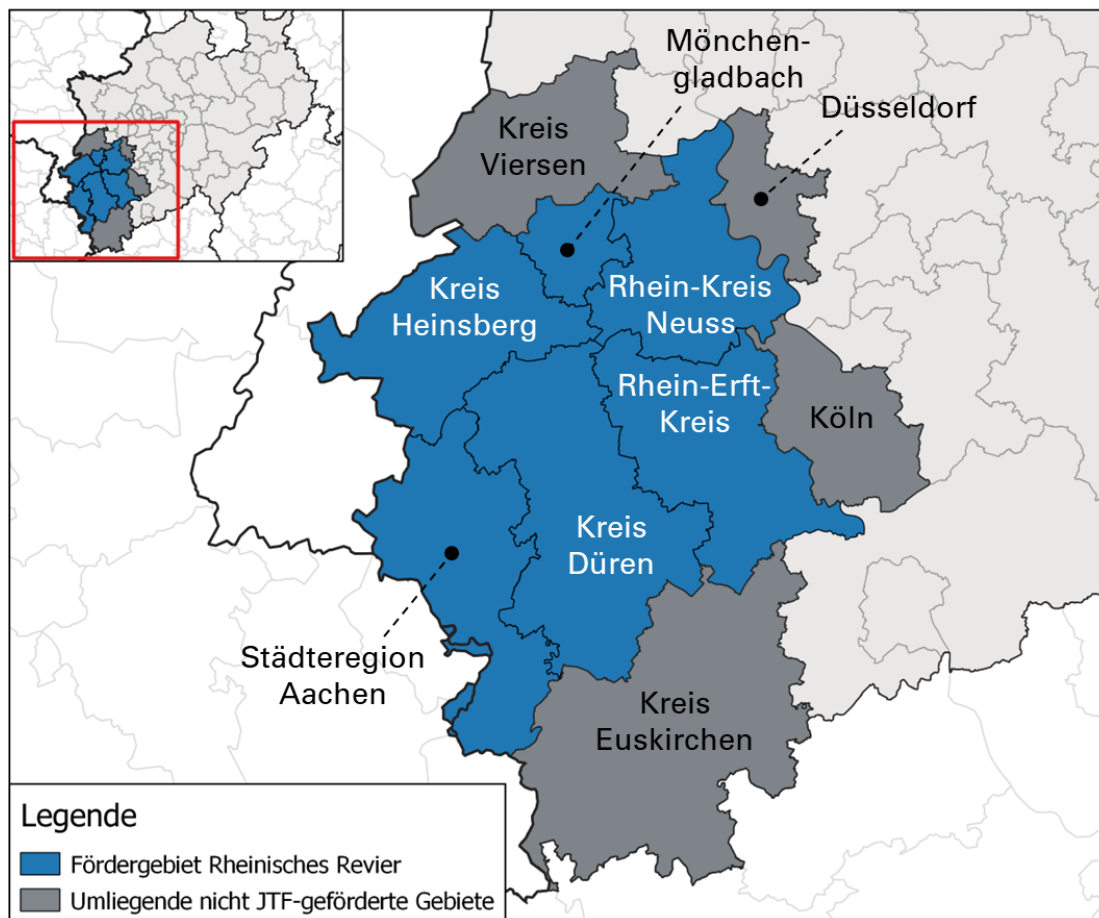 Mönchen-
gladbach
Düsseldorf
Kreis
Viersen
Kreis
Heinsberg
Rhein-Kreis
Neuss
Rhein-Erft-
Kreis
Köln
Kreis
Düren
Städteregion
Aachen
Kreis
Euskirchen
Legende
Fördergebiet Rheinisches Revier
Umliegende nicht JTF-geförderte Gebiete